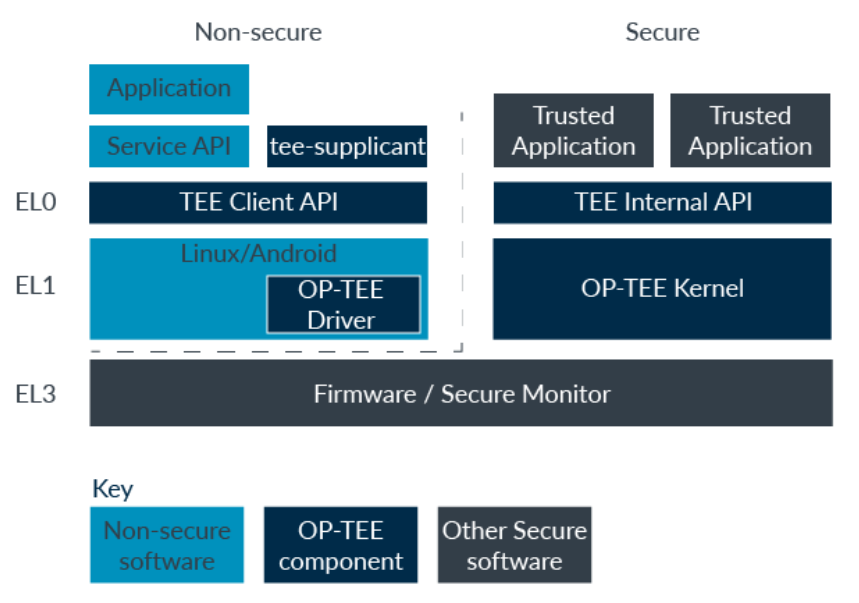 Non-secure
Secure
Application
Service API
tee-supplicant
Trusted
Application
Trusted
Application
EL0
TEE Client API
TEE Internal API
EL1
Linux/Android
OP-TEE
Driver
OP-TEE Kernel
EL3
Firmware / Secure Monitor
Key
Non-secure
software
OP-TEE
component
Other Secure
software